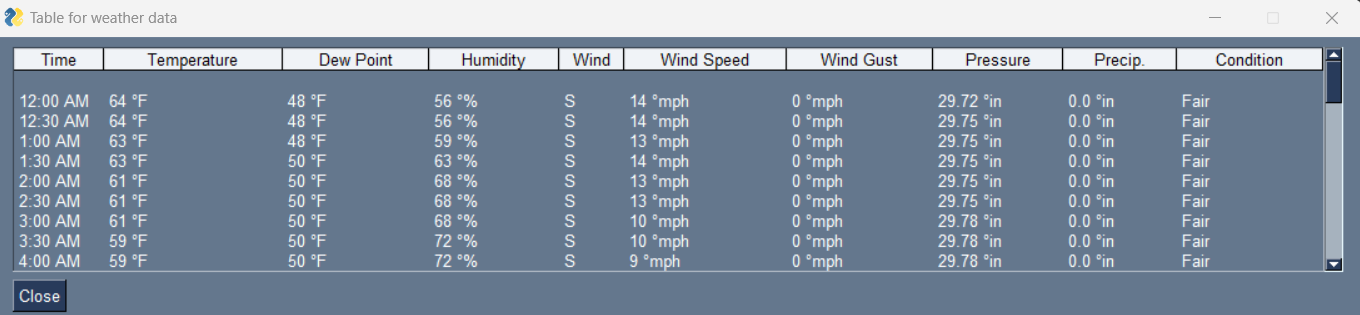 Table for weather data
Time Temperature Dew Point Humidity Wind Wind Speed Wind Gust Pressure Precip. Condition
12:00 AM 64 °F 48 °F 56 °% S 14 °mph 0 °mph 29.72 °in 0.0 °in Fair
12:30 AM 64 °F 48 °F 56 °% S 14 °mph 0 °mph 29.75 °in 0.0 °in Fair
1:00 AM 63 °F 48 °F 59 °% S 13 °mph 0 °mph 29.75 °in 0.0 °in Fair
1:30 AM 63 °F 50 °F 63 °% S 14 °mph 0 °mph 29.75 °in 0.0 °in Fair
2:00 AM 61 °F 50 °F 68 °% S 13 °mph 0 °mph 29.75 °in 0.0 °in Fair
2:30 AM 61 °F 50 °F 68 °% S 13 °mph 0 °mph 29.75 °in 0.0 °in Fair
3:00 AM 61 °F 50 °F 68 °% S 10 °mph 0 °mph 29.78 °in 0.0 °in Fair
3:30 AM 59 °F 50 °F 72 °% S 10 °mph 0 °mph 29.78 °in 0.0 °in Fair
4:00 AM 59 °F 50 °F 72 °% S 9 °mph 0 °mph 29.78 °in 0.0 °in Fair
Close